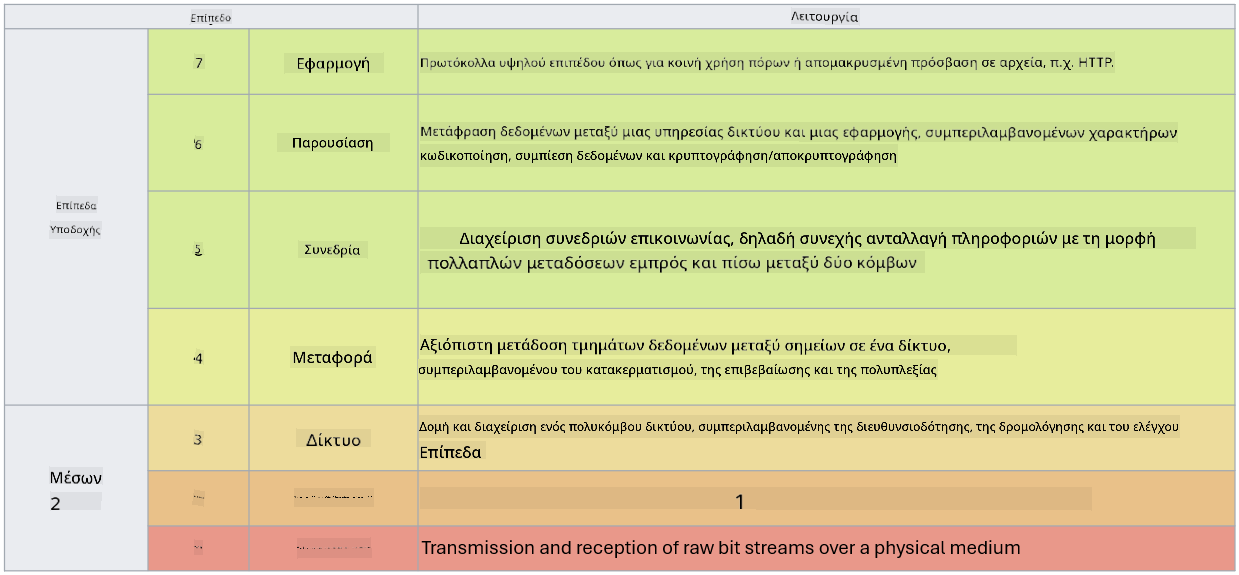 Επίπεδο
Λειτουργία
7
Εφαρμογή
Πρωτόκολλα υψηλού επιπέδου όπως για κοινή χρήση πόρων ή απομακρυσμένη πρόσβαση σε αρχεία, π.χ. HTTP.
6
Παρουσίαση
Μετάφραση δεδομένων μεταξύ μιας υπηρεσίας δικτύου και μιας εφαρμογής, συμπεριλαμβανομένων χαρακτήρων
κωδικοποίηση, συμπίεση δεδομένων και κρυπτογράφηση/αποκρυπτογράφηση
Επίπεδα
Υποδοχής
5
Συνεδρία
Διαχείριση συνεδριών επικοινωνίας, δηλαδή συνεχής ανταλλαγή πληροφοριών με τη μορφή
πολλαπλών μεταδόσεων εμπρός και πίσω μεταξύ δύο κόμβων
4
Μεταφορά
Αξιόπιστη μετάδοση τμημάτων δεδομένων μεταξύ σημείων σε ένα δίκτυο,
συμπεριλαμβανομένου του κατακερματισμού, της επιβεβαίωσης και της πολυπλεξίας
3
Δίκτυο
Δομή και διαχείριση ενός πολυκόμβου δικτύου, συμπεριλαμβανομένης της διευθυνσιοδότησης, της δρομολόγησης και του ελέγχου
Επίπεδα
Μέσων
2
1
Transmission and reception of raw bit streams over a physical medium